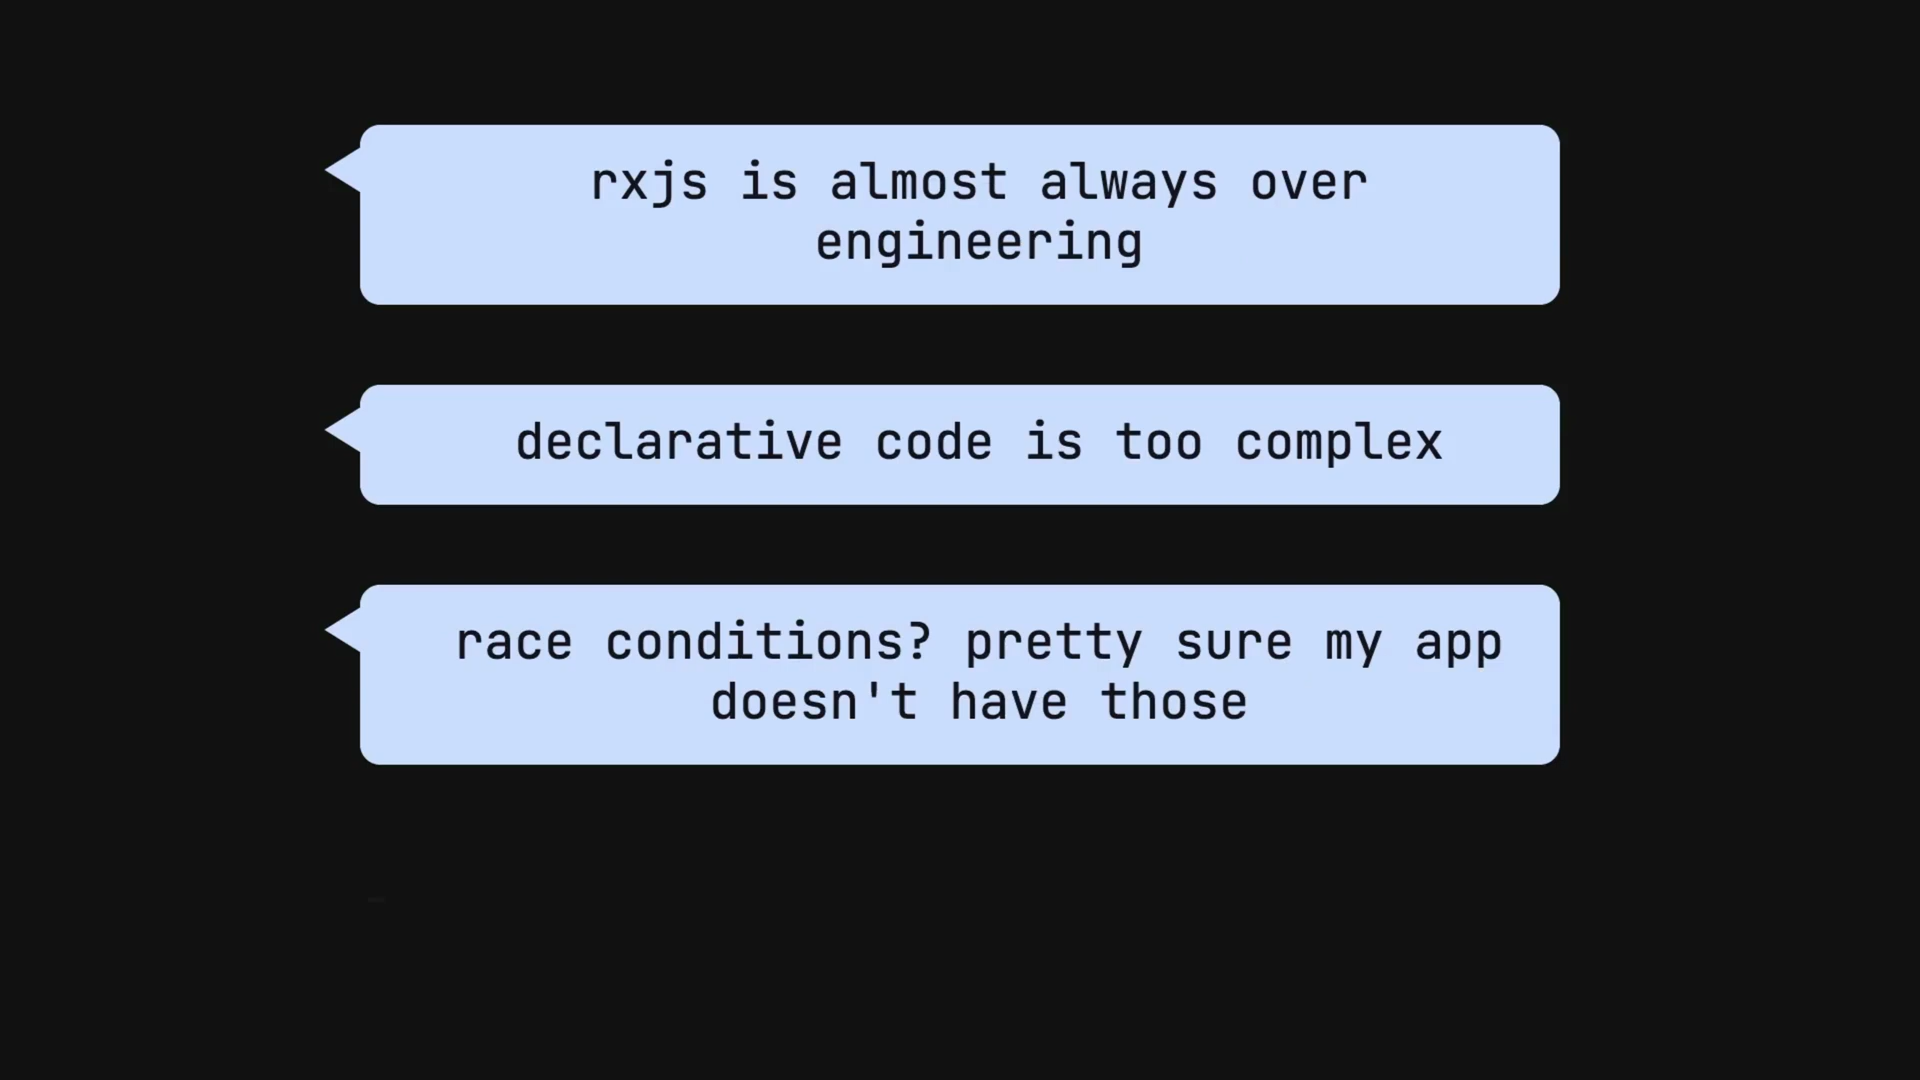 rxjs is almost always over
engineering
declarative code is too complex
race conditions? pretty sure my app
doesn't have those